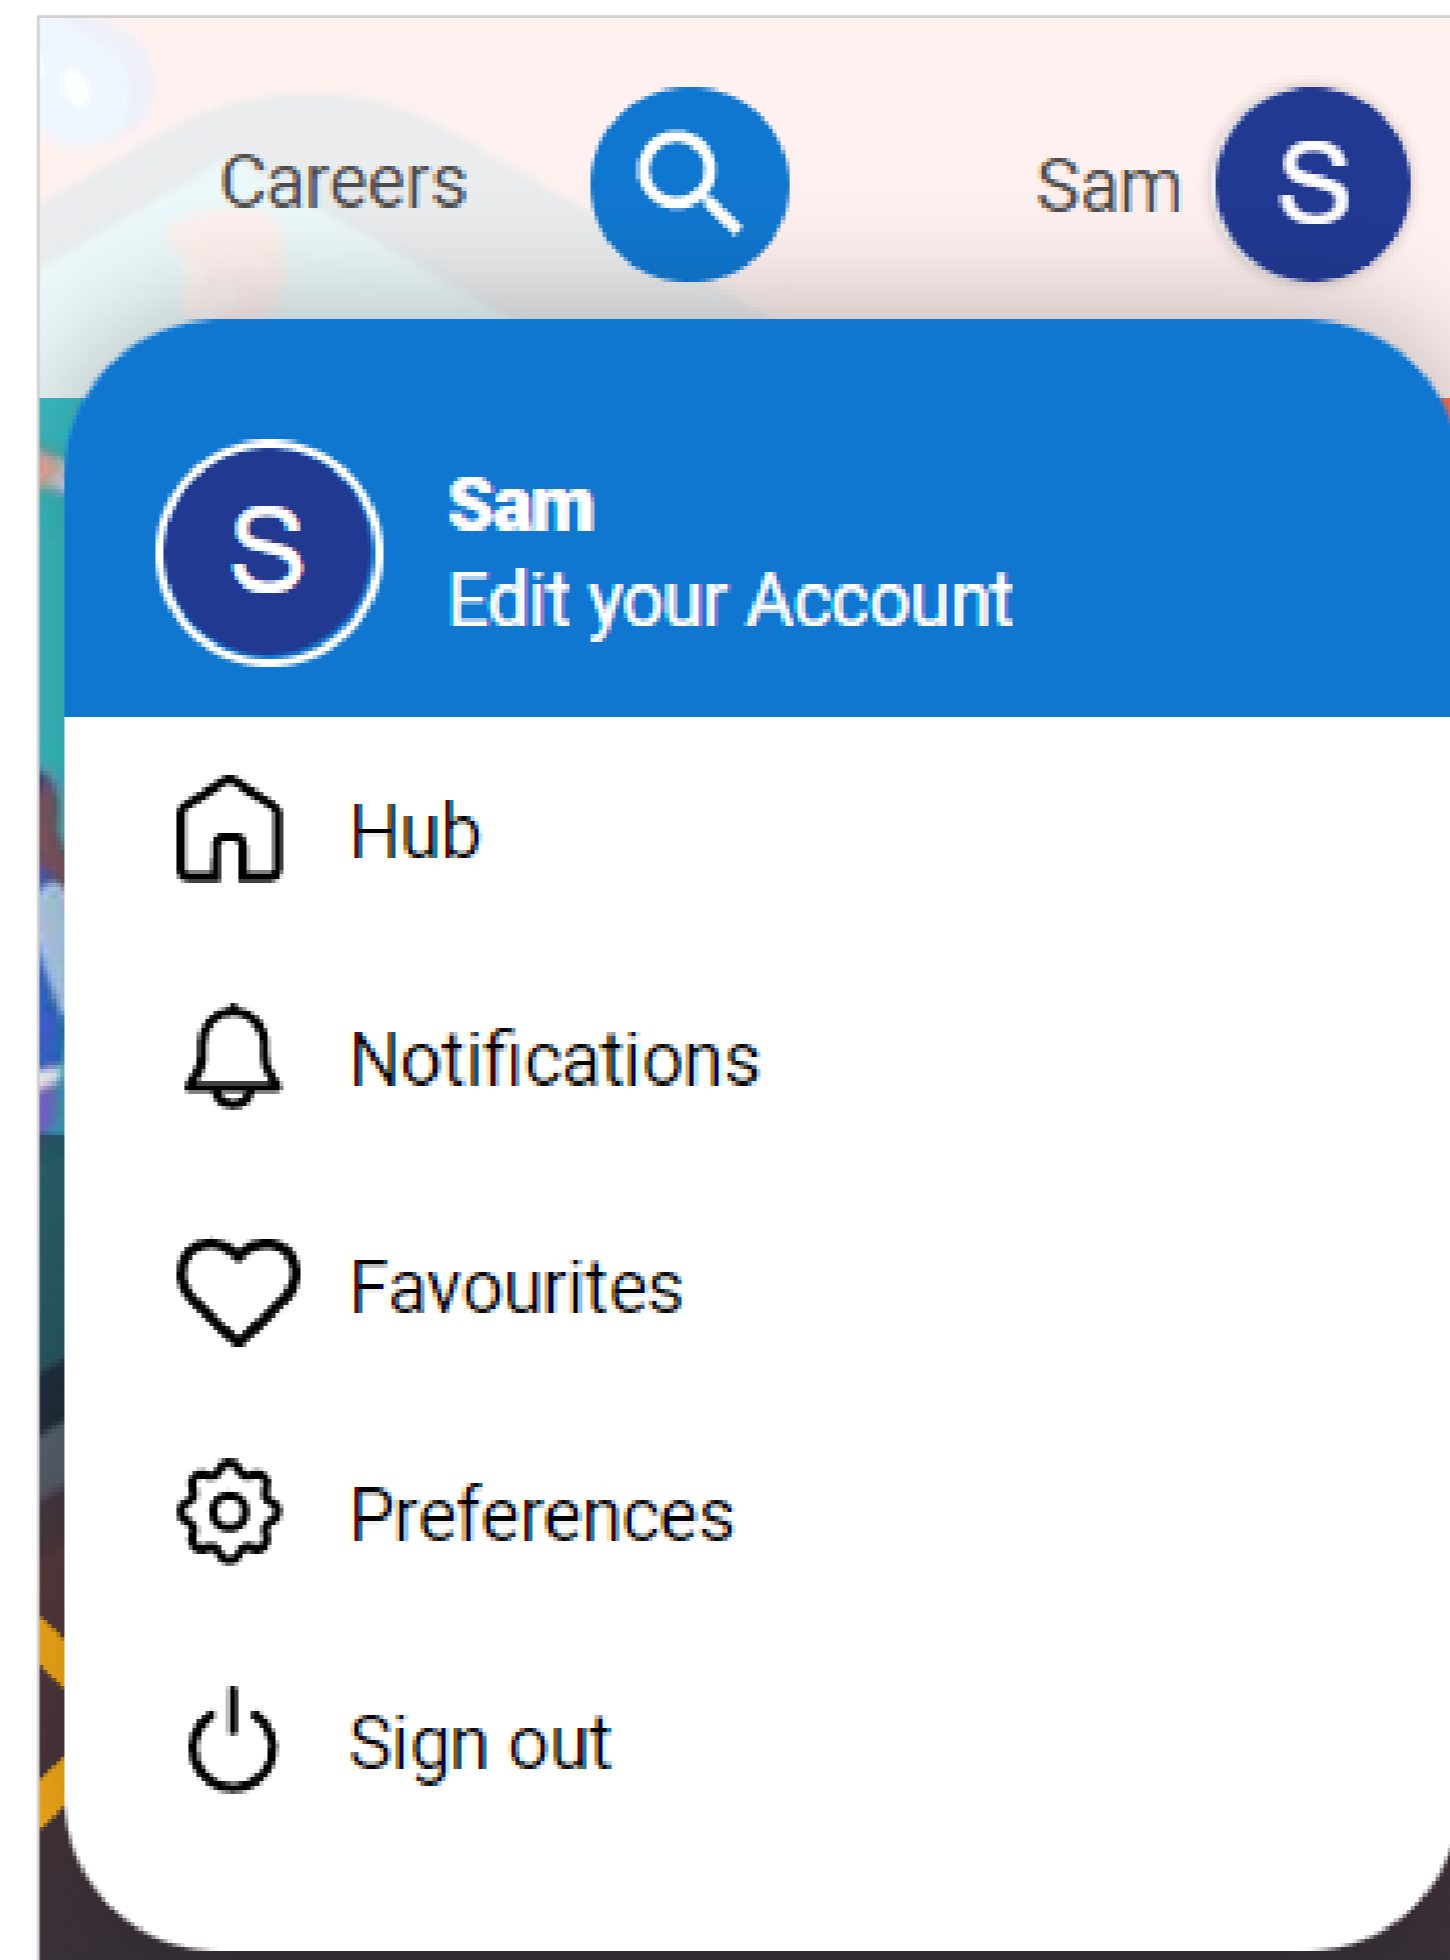 Careers
Sam
S
S
Sam
Edit your Account
Hub
Notifications
Favourites
Preferences
Sign out